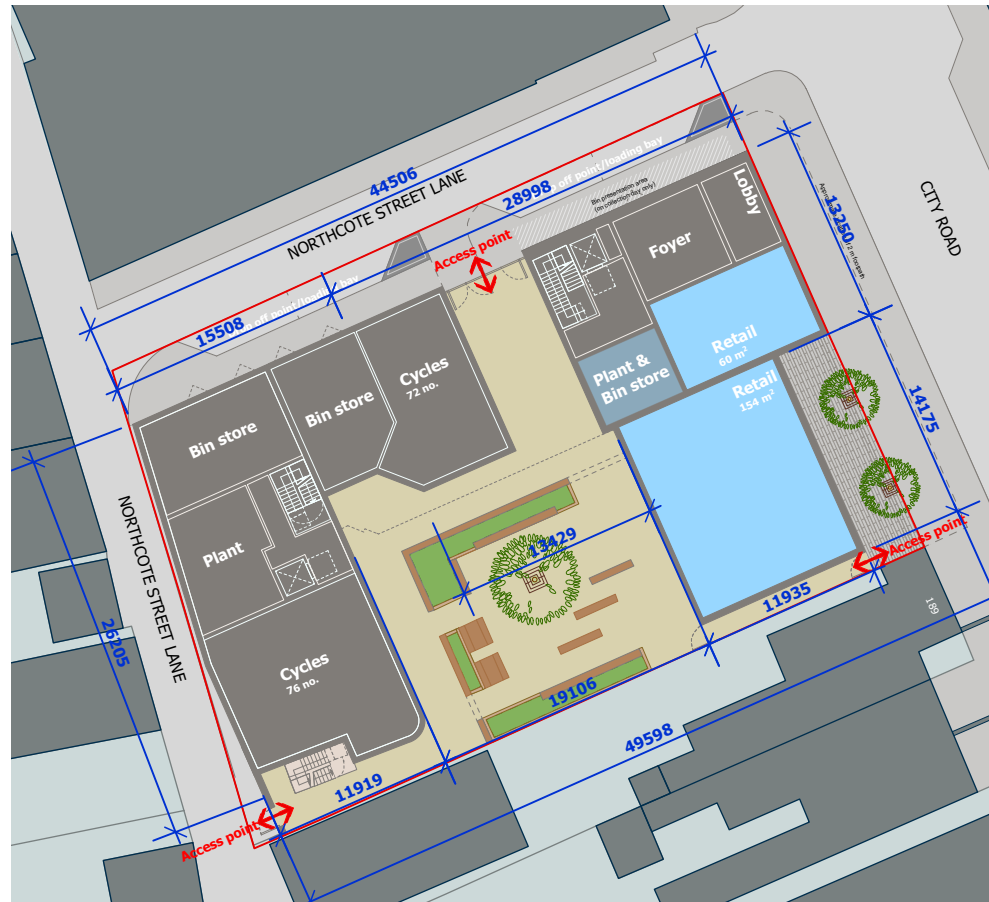 44506
NORTHCOTE STREET LANE
28998
off point/loading bay
Bin presentation area
(on collection day only)
Lobby
13250
CITY ROAD
Access point
Foyer
15508
off point/loading bay
Retail
60 m²
Cycles
72 no.
Plant &
Bin store
Retail
154 m²
14175
Bin store
Bin store
NORTHCOTE STREET LANE
Plant
13429
Access point
11935
189
26205
Cycles
76 no.
19106
49598
11919
Access point